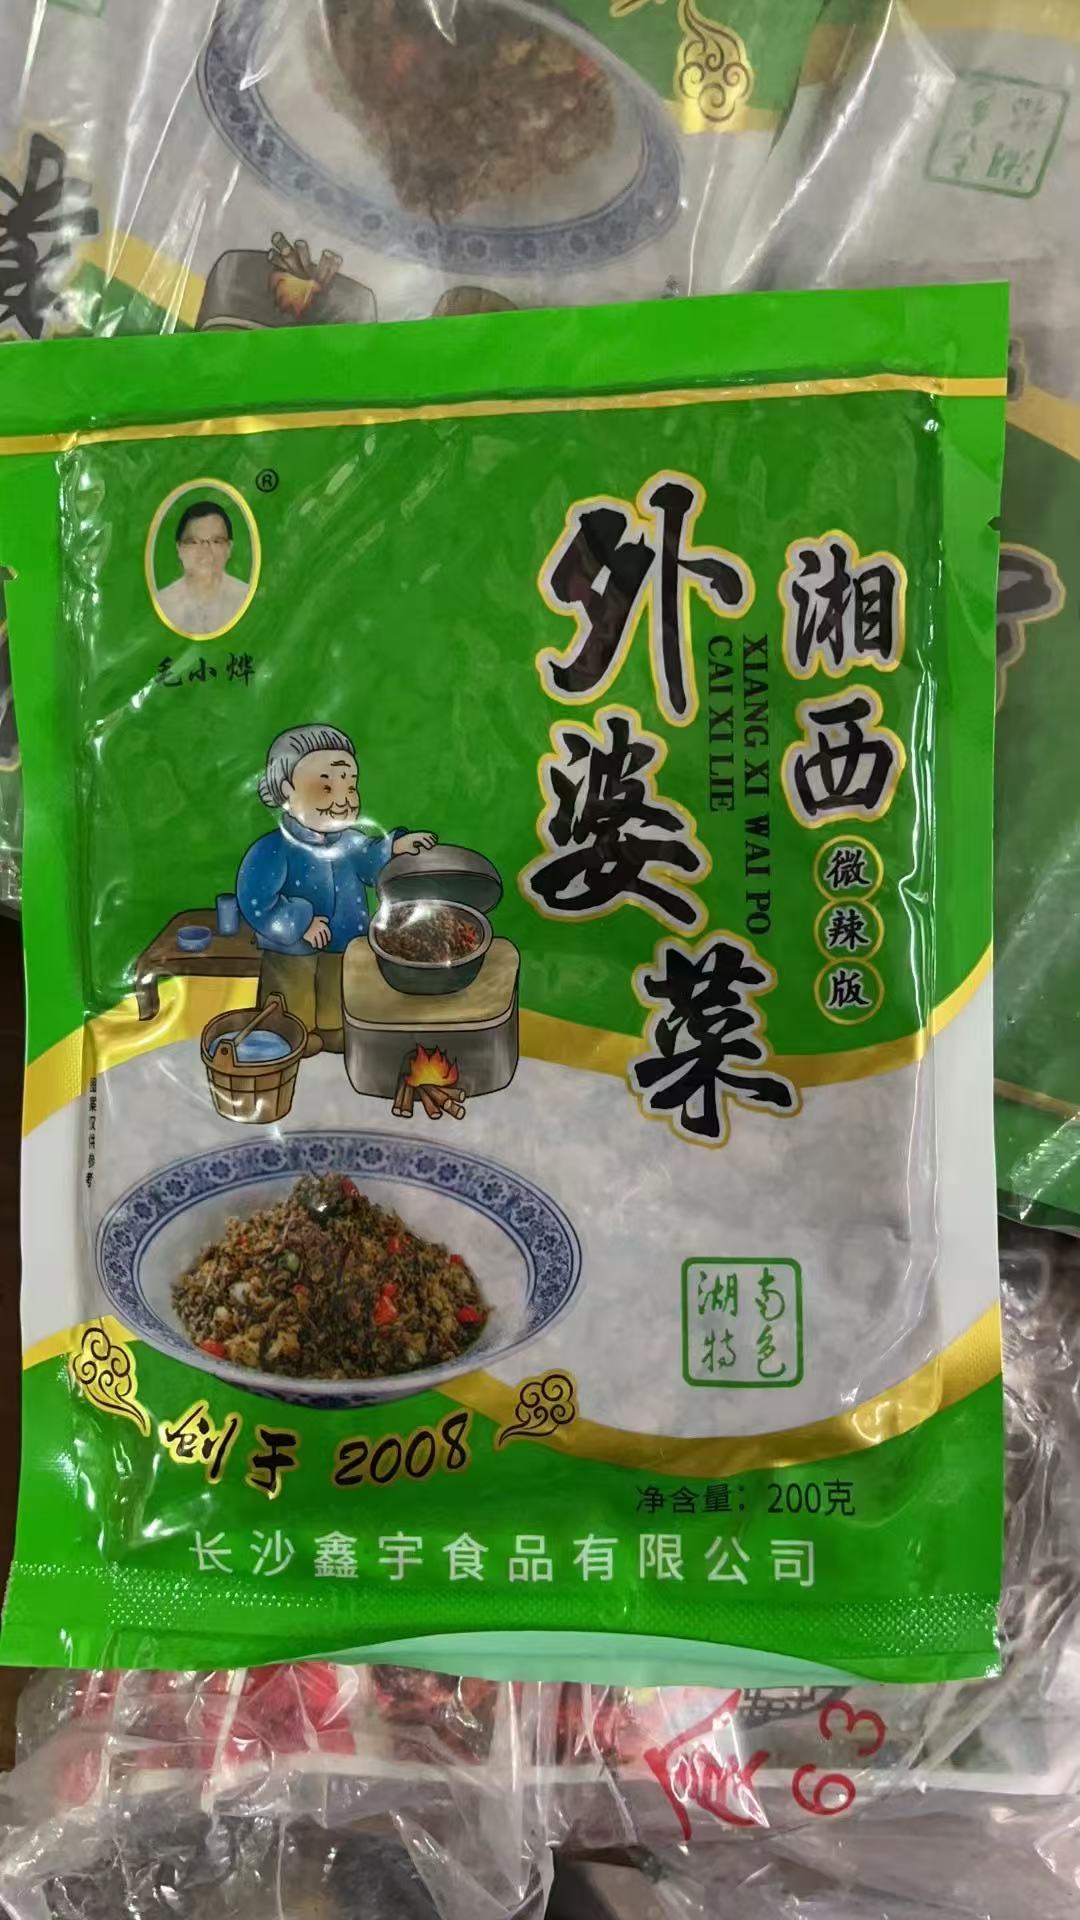 ®
毛小烨
湘西
外婆菜
XIANG XI WAI PO
CAI XI LIE
微辣版
图案仅供参考
湖南
特色
创于 2008
净含量：200克
长沙鑫宇食品有限公司
63